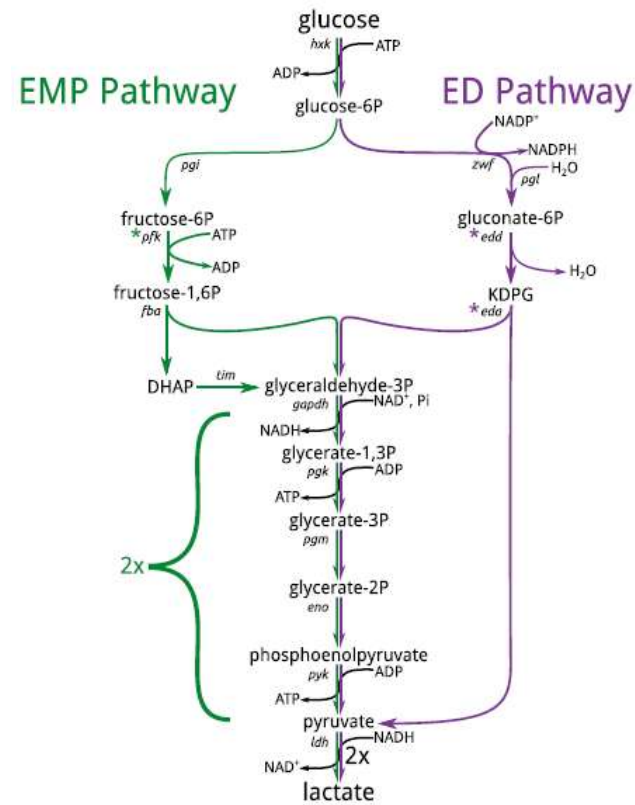 glucose
hxk
ATP
ADP
EMP Pathway
ED Pathway
glucose-6P
NADP⁺
NADPH
pgi
zwf
pgl
H₂O
fructose-6P
gluconate-6P
*pfk
ATP
*edd
ADP
H₂O
fructose-1,6P
KDPG
fba
*eda
DHAP
tim
glyceraldehyde-3P
gapdh
NAD⁺, Pi
NADH
glycerate-1,3P
pgk
ADP
ATP
glycerate-3P
pgm
2x
glycerate-2P
eno
phosphoenolpyruvate
pyk
ADP
ATP
pyruvate
ldh
NADH
2x
NAD⁺
lactate